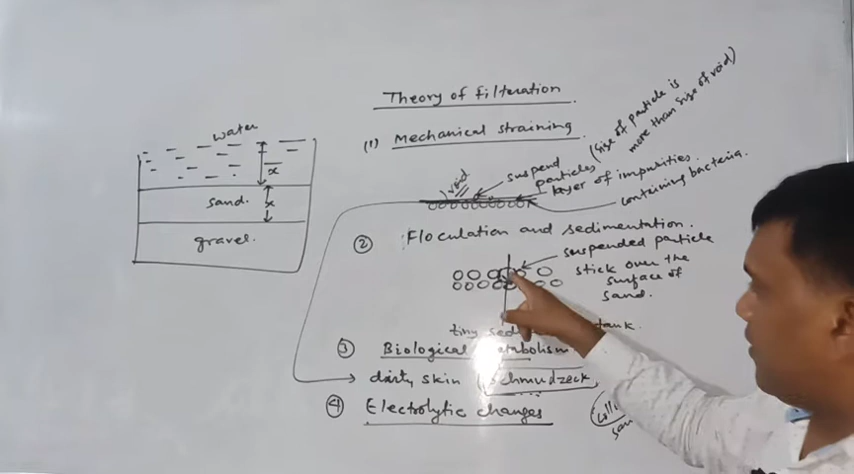 Theory of filtration
(1) Mechanical straining
(size of particle is
more than size of void)
water
x
sand.
x
gravel.
void
suspend
particles
layer of impurities.
containing bacteria.
② Floculation and sedimentation.
suspended particle
stick over the
surface of
sand.
tiny tank.
③ Biological
dirty skin
④ Electrolytic changes